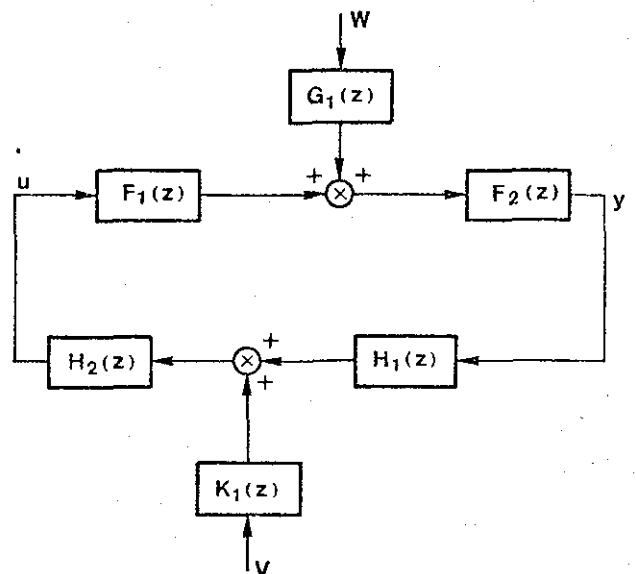 W
G₁(z)
u
+ +
F₁(z)
F₂(z)
y
+
H₂(z)
H₁(z)
+
K₁(z)
V